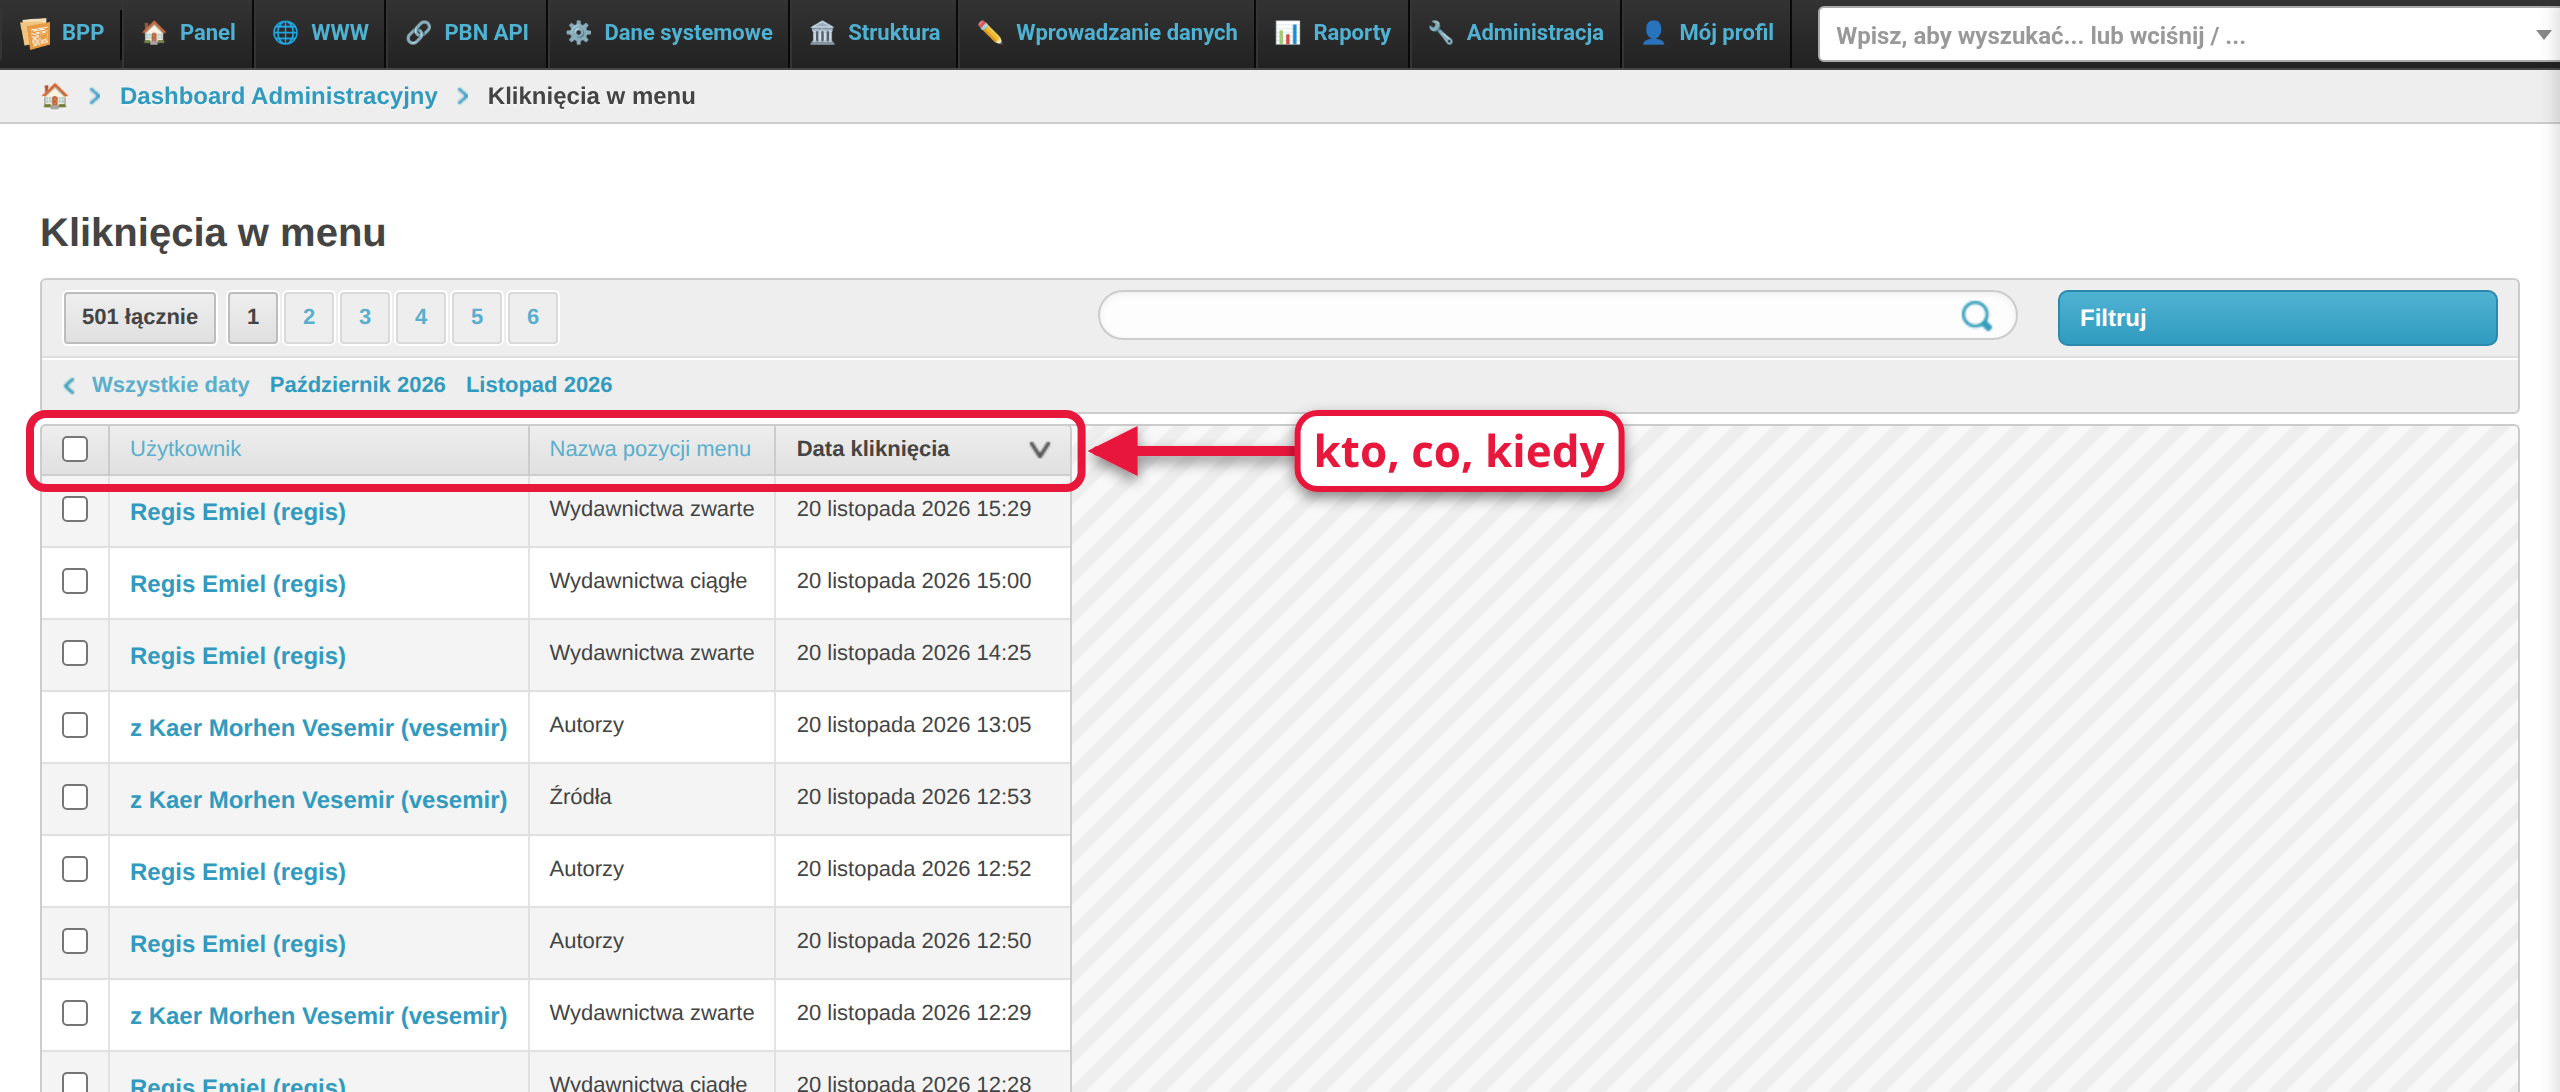 BPP Panel WWW PBN API Dane systemowe Struktura Wprowadzanie danych Raporty Administracja Mój profil Wpisz, aby wyszukać... lub wciśnij / ...
Dashboard Administracyjny Kliknięcia w menu
Kliknięcia w menu
501 łącznie 1 2 3 4 5 6 Filtruj
Wszystkie daty Październik 2026 Listopad 2026
Użytkownik Nazwa pozycji menu Data kliknięcia kto, co, kiedy
Regis Emiel (regis) Wydawnictwa zwarte 20 listopada 2026 15:29
Regis Emiel (regis) Wydawnictwa ciągłe 20 listopada 2026 15:00
Regis Emiel (regis) Wydawnictwa zwarte 20 listopada 2026 14:25
z Kaer Morhen Vesemir (vesemir) Autorzy 20 listopada 2026 13:05
z Kaer Morhen Vesemir (vesemir) Źródła 20 listopada 2026 12:53
Regis Emiel (regis) Autorzy 20 listopada 2026 12:52
Regis Emiel (regis) Autorzy 20 listopada 2026 12:50
z Kaer Morhen Vesemir (vesemir) Wydawnictwa zwarte 20 listopada 2026 12:29
Regis Emiel (regis) Wydawnictwa ciągłe 20 listopada 2026 12:28